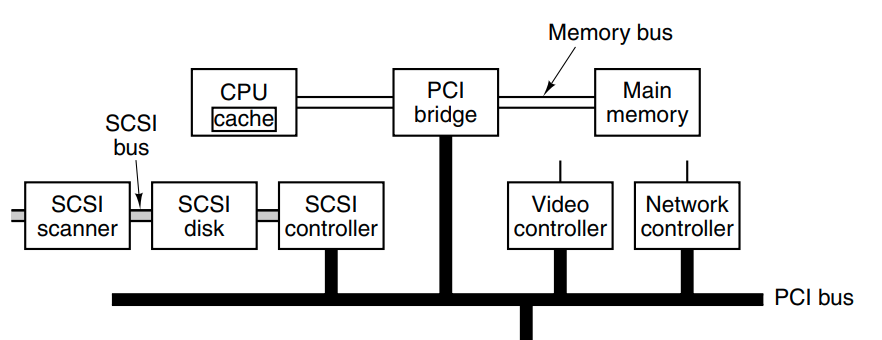 Memory bus
CPU
cache
PCI
bridge
Main
memory
SCSI
bus
SCSI
scanner
SCSI
disk
SCSI
controller
Video
controller
Network
controller
PCI bus